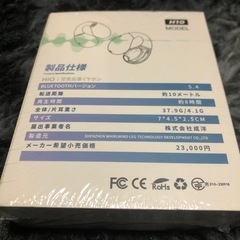 H10
MODEL
製品仕様
H10：空気伝導イヤホン
BLUETOOTHバージョン 5.4
転送距離 約10メートル
再生時間 約8時間
全体/片耳重さ 37.9G/4.1G
サイズ 7*4.5*2.5CM
届出事業者名 株式会社成洋
製造元
メーカー希望小売価格 23,000円
FC CE RoHS